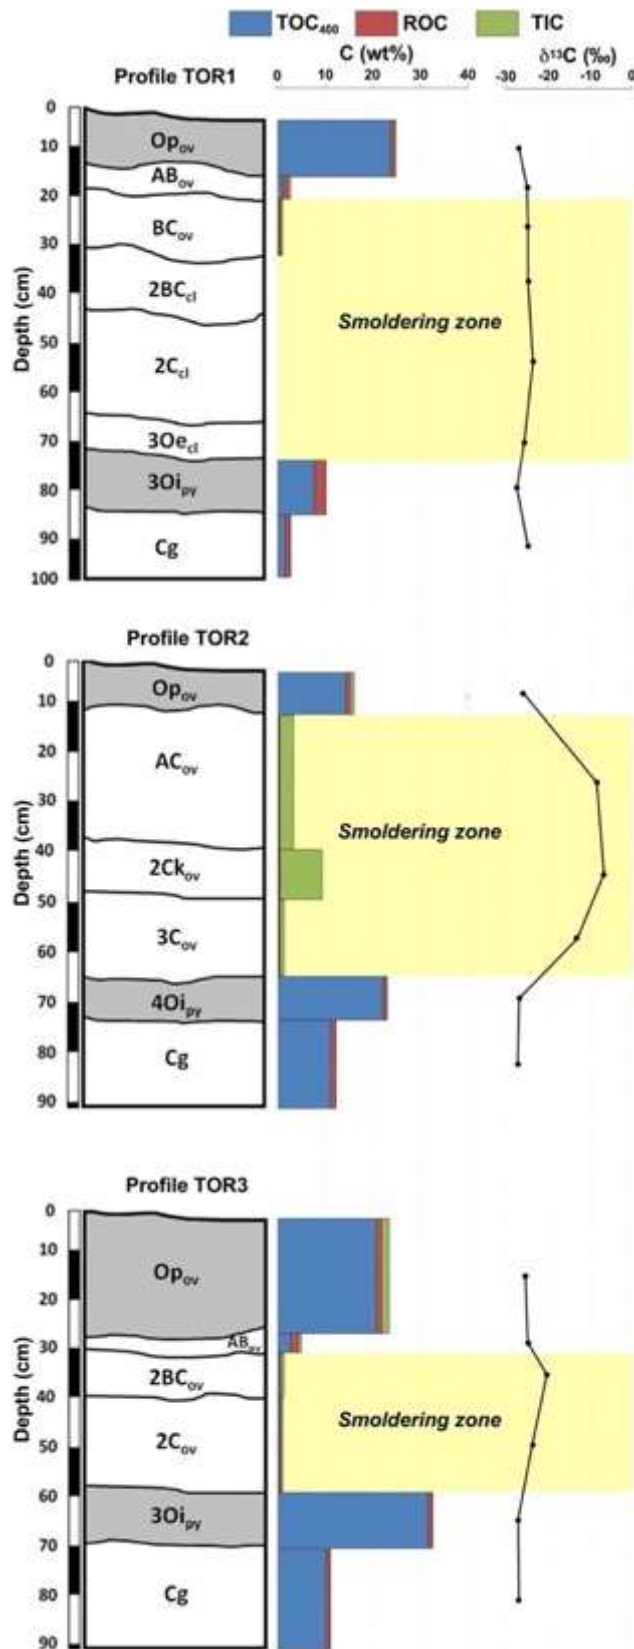 TOC₄₀₀ ROC TIC
Profile TOR1
C (wt%)
δ¹³C (‰)
0 10 20 30 40
-30 -20 -10 0
Depth (cm)
0
10
20
30
40
50
60
70
80
90
100
Opov
ABov
BCov
2BCcl
2Ccl
3Oecl
3Oipy
Cg
Smoldering zone
Profile TOR2
Depth (cm)
0
10
20
30
40
50
60
70
80
90
Opov
ACov
2Ckov
3Cov
4Oipy
Cg
Smoldering zone
Profile TOR3
Depth (cm)
0
10
20
30
40
50
60
70
80
90
Opov
ABov
2BCov
2Cov
3Oipy
Cg
Smoldering zone